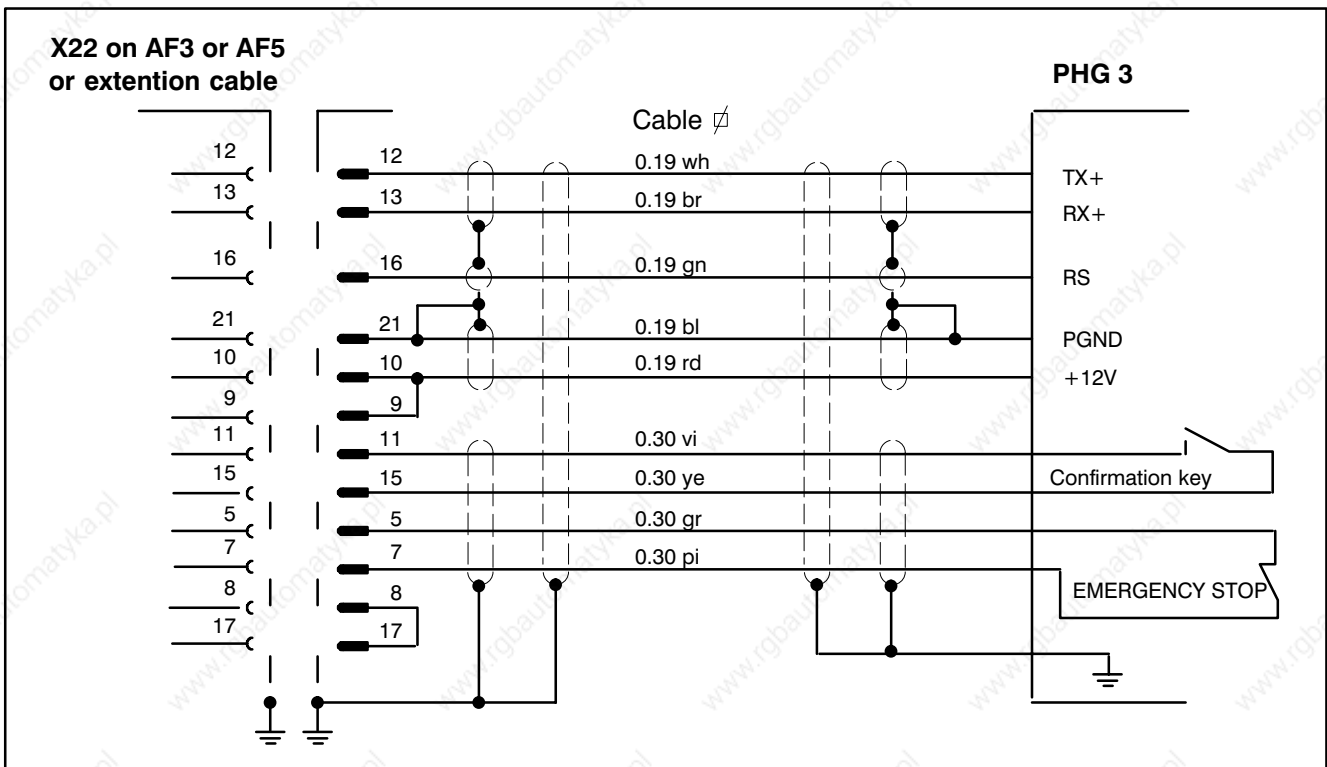 X22 on AF3 or AF5
or extention cable
PHG 3
Cable
12 12 0.19 wh TX+
13 13 0.19 br RX+
16 16 0.19 gn RS
21 21 0.19 bl PGND
10 10 0.19 rd +12V
9 9
11 11 0.30 vi
15 15 0.30 ye Confirmation key
5 5 0.30 gr
7 7 0.30 pi
8 8 EMERGENCY STOP
17 17
www.rgbautomatyka.pl